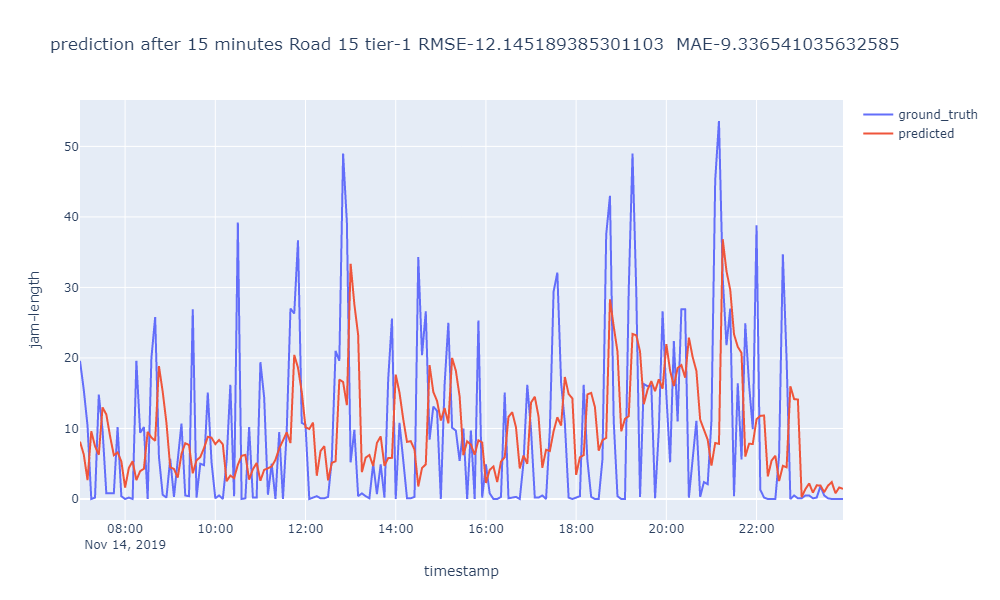 prediction after 15 minutes Road 15 tier-1 RMSE-12.145189385301103  MAE-9.336541035632585
ground_truth
predicted
50
40
30
20
10
0
jam-length
08:00 10:00 12:00 14:00 16:00 18:00 20:00 22:00
Nov 14, 2019
timestamp